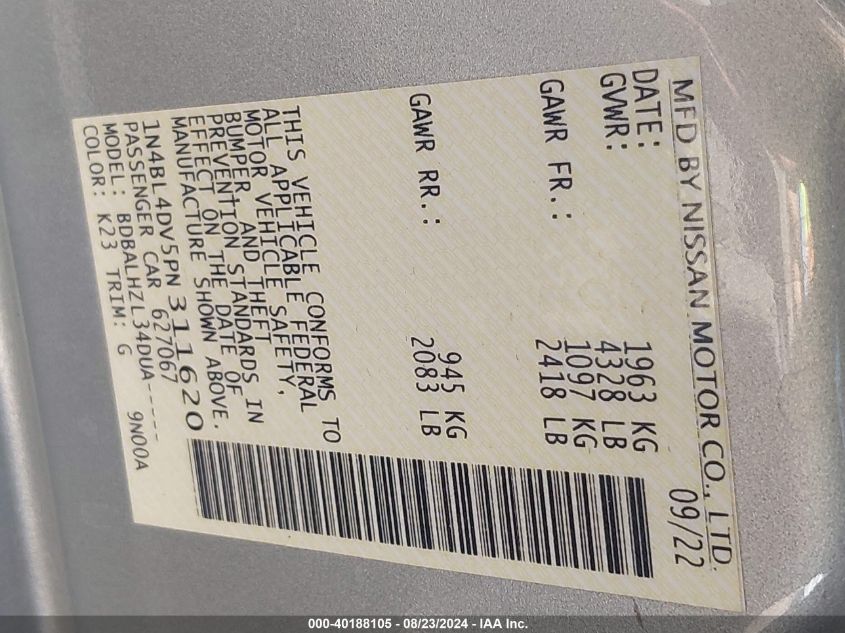 MFD BY NISSAN MOTOR CO., LTD.
DATE: 09/22
GVWR: 1963 KG
4328 LB
GAWR FR.: 1097 KG
2418 LB
GAWR RR.: 945 KG
2083 LB
THIS VEHICLE CONFORMS TO
ALL APPLICABLE FEDERAL
MOTOR VEHICLE SAFETY,
BUMPER, AND THEFT
PREVENTION STANDARDS IN
EFFECT ON THE DATE OF
MANUFACTURE SHOWN ABOVE.
1N4BL4DV5PN311620
PASSENGER CAR 627067
MODEL: BDBALHZL34DUA-----
COLOR: K23 TRIM: G 9N00A
000-40188105 - 08/23/2024 - IAA Inc.